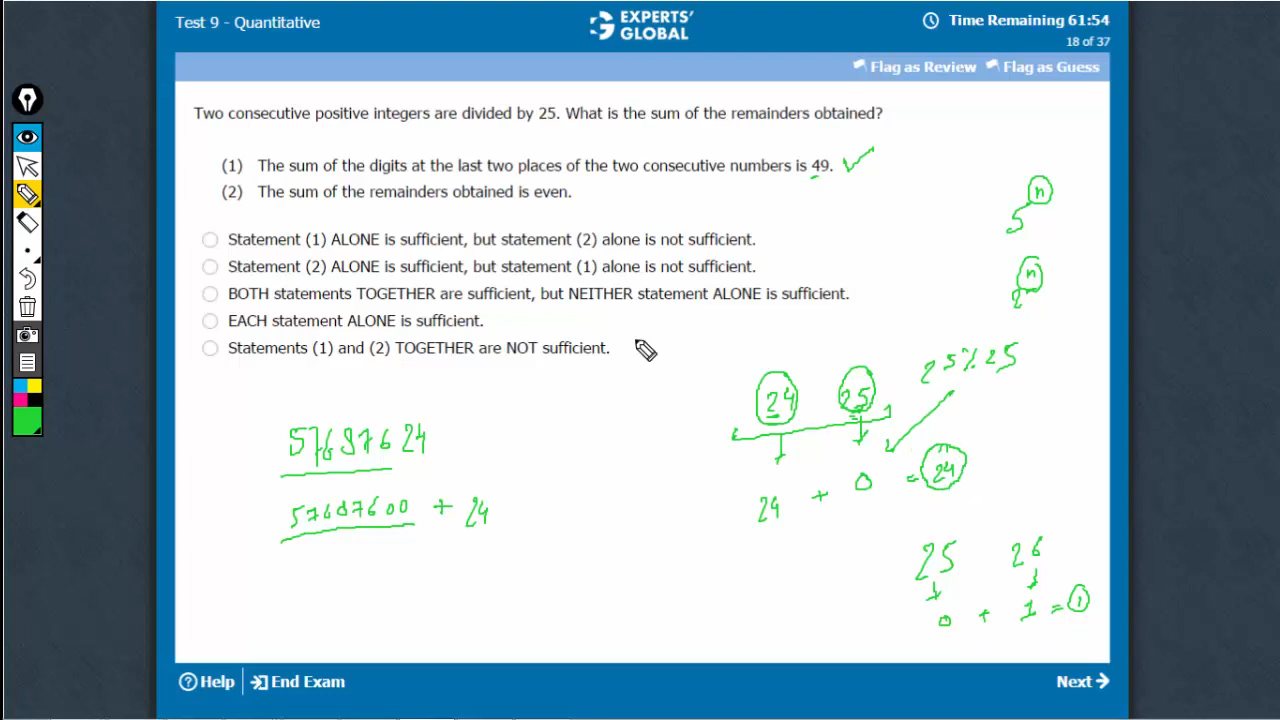 Test 9 - Quantitative
EXPERTS'
GLOBAL
Time Remaining 61:54
18 of 37
Flag as Review
Flag as Guess
Two consecutive positive integers are divided by 25. What is the sum of the remainders obtained?
(1) The sum of the digits at the last two places of the two consecutive numbers is 49.
(2) The sum of the remainders obtained is even.
Statement (1) ALONE is sufficient, but statement (2) alone is not sufficient.
Statement (2) ALONE is sufficient, but statement (1) alone is not sufficient.
BOTH statements TOGETHER are sufficient, but NEITHER statement ALONE is sufficient.
EACH statement ALONE is sufficient.
Statements (1) and (2) TOGETHER are NOT sufficient.
5 n
2 n
25%25
24 25
24 + 0 = 24
57687624
57687600 + 24
25 26
0 + 1 = 1
Help
End Exam
Next